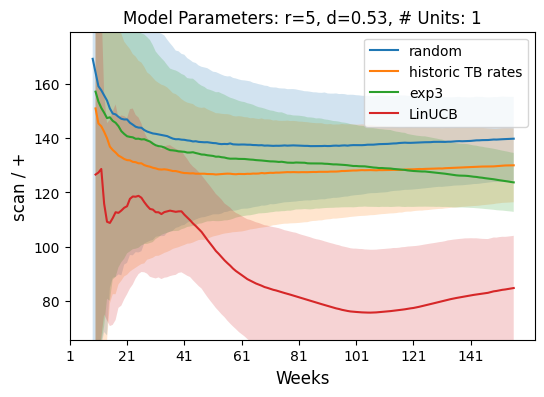 Model Parameters: r=5, d=0.53, # Units: 1
random
historic TB rates
exp3
LinUCB
scan / +
160
140
120
100
80
1 21 41 61 81 101 121 141
Weeks